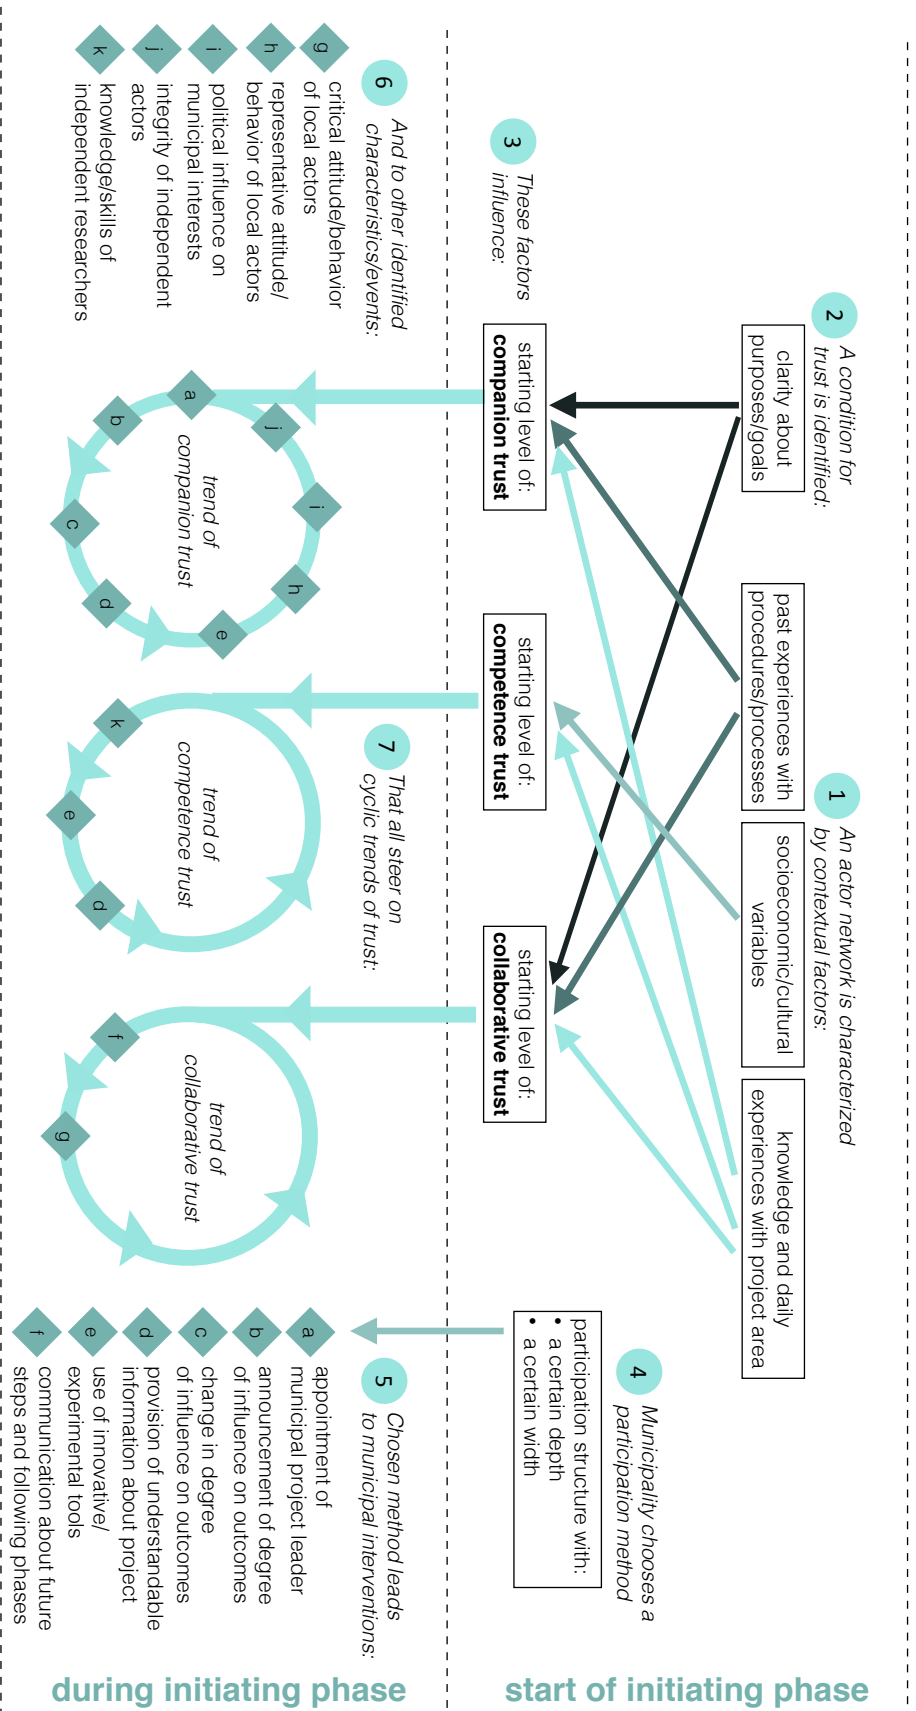 start of initiating phase
1
An actor network is characterized
by contextual factors:
2
A condition for
trust is identified:
clarity about
purposes/goals
past experiences with
procedures/processes
socioeconomic/cultural
variables
knowledge and daily
experiences with project area
3
These factors
influence:
starting level of:
companion trust
starting level of:
competence trust
starting level of:
collaborative trust
4
Municipality chooses a
participation method
participation structure with:
• a certain depth
• a certain width
during initiating phase
5
Chosen method leads
to municipal interventions:
a
appointment of
municipal project leader
b
announcement of degree
of influence on outcomes
c
change in degree
of influence on outcomes
d
provision of understandable
information about project
e
use of innovative/
experimental tools
f
communication about future
steps and following phases
6
And to other identified
characteristics/events:
g
critical attitude/behavior
of local actors
h
representative attitude/
behavior of local actors
i
political influence on
municipal interests
j
integrity of independent
actors
k
knowledge/skills of
independent researchers
7
That all steer on
cyclic trends of trust:
trend of
companion trust
a
j
i
h
e
d
c
b
trend of
competence trust
k
e
d
trend of
collaborative trust
f
g